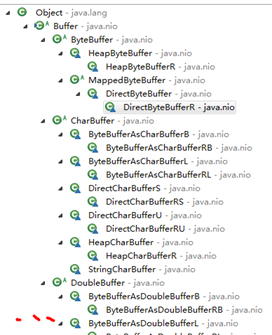 Object - java.lang
Buffer - java.nio
ByteBuffer - java.nio
HeapByteBuffer - java.nio
HeapByteBufferR - java.nio
MappedByteBuffer - java.nio
DirectByteBuffer - java.nio
DirectByteBufferR - java.nio
CharBuffer - java.nio
ByteBufferAsCharBufferB - java.nio
ByteBufferAsCharBufferRB - java.nio
ByteBufferAsCharBufferL - java.nio
ByteBufferAsCharBufferRL - java.nio
DirectCharBufferS - java.nio
DirectCharBufferRS - java.nio
DirectCharBufferU - java.nio
DirectCharBufferRU - java.nio
HeapCharBuffer - java.nio
HeapCharBufferR - java.nio
StringCharBuffer - java.nio
DoubleBuffer - java.nio
ByteBufferAsDoubleBufferB - java.nio
ByteBufferAsDoubleBufferRB - java.nio
ByteBufferAsDoubleBufferL - java.nio